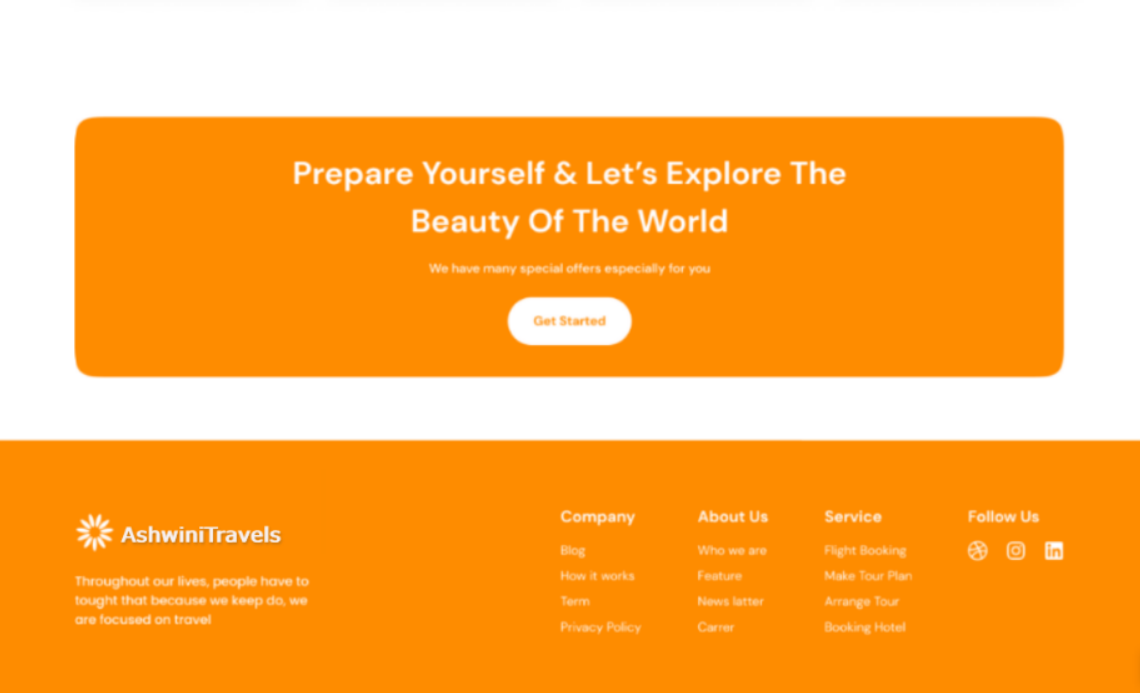 Prepare Yourself & Let’s Explore The
Beauty Of The World
We have many special offers especially for you
Get Started
AshwiniTravels
Throughout our lives, people have to
tought that because we keep do, we
are focused on travel
Company
Blog
How it works
Term
Privacy Policy
About Us
Who we are
Feature
News latter
Carrer
Service
Flight Booking
Make Tour Plan
Arrange Tour
Booking Hotel
Follow Us
in